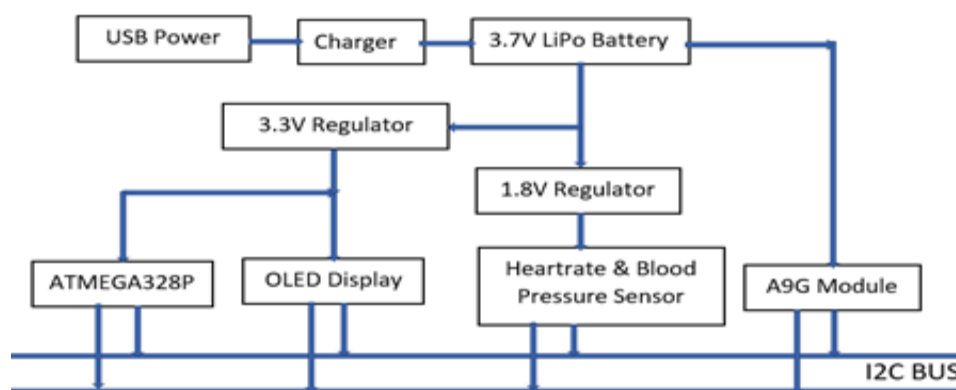 USB Power
Charger
3.7V LiPo Battery
3.3V Regulator
1.8V Regulator
ATMEGA328P
OLED Display
Heartrate & Blood
Pressure Sensor
A9G Module
I2C BUS